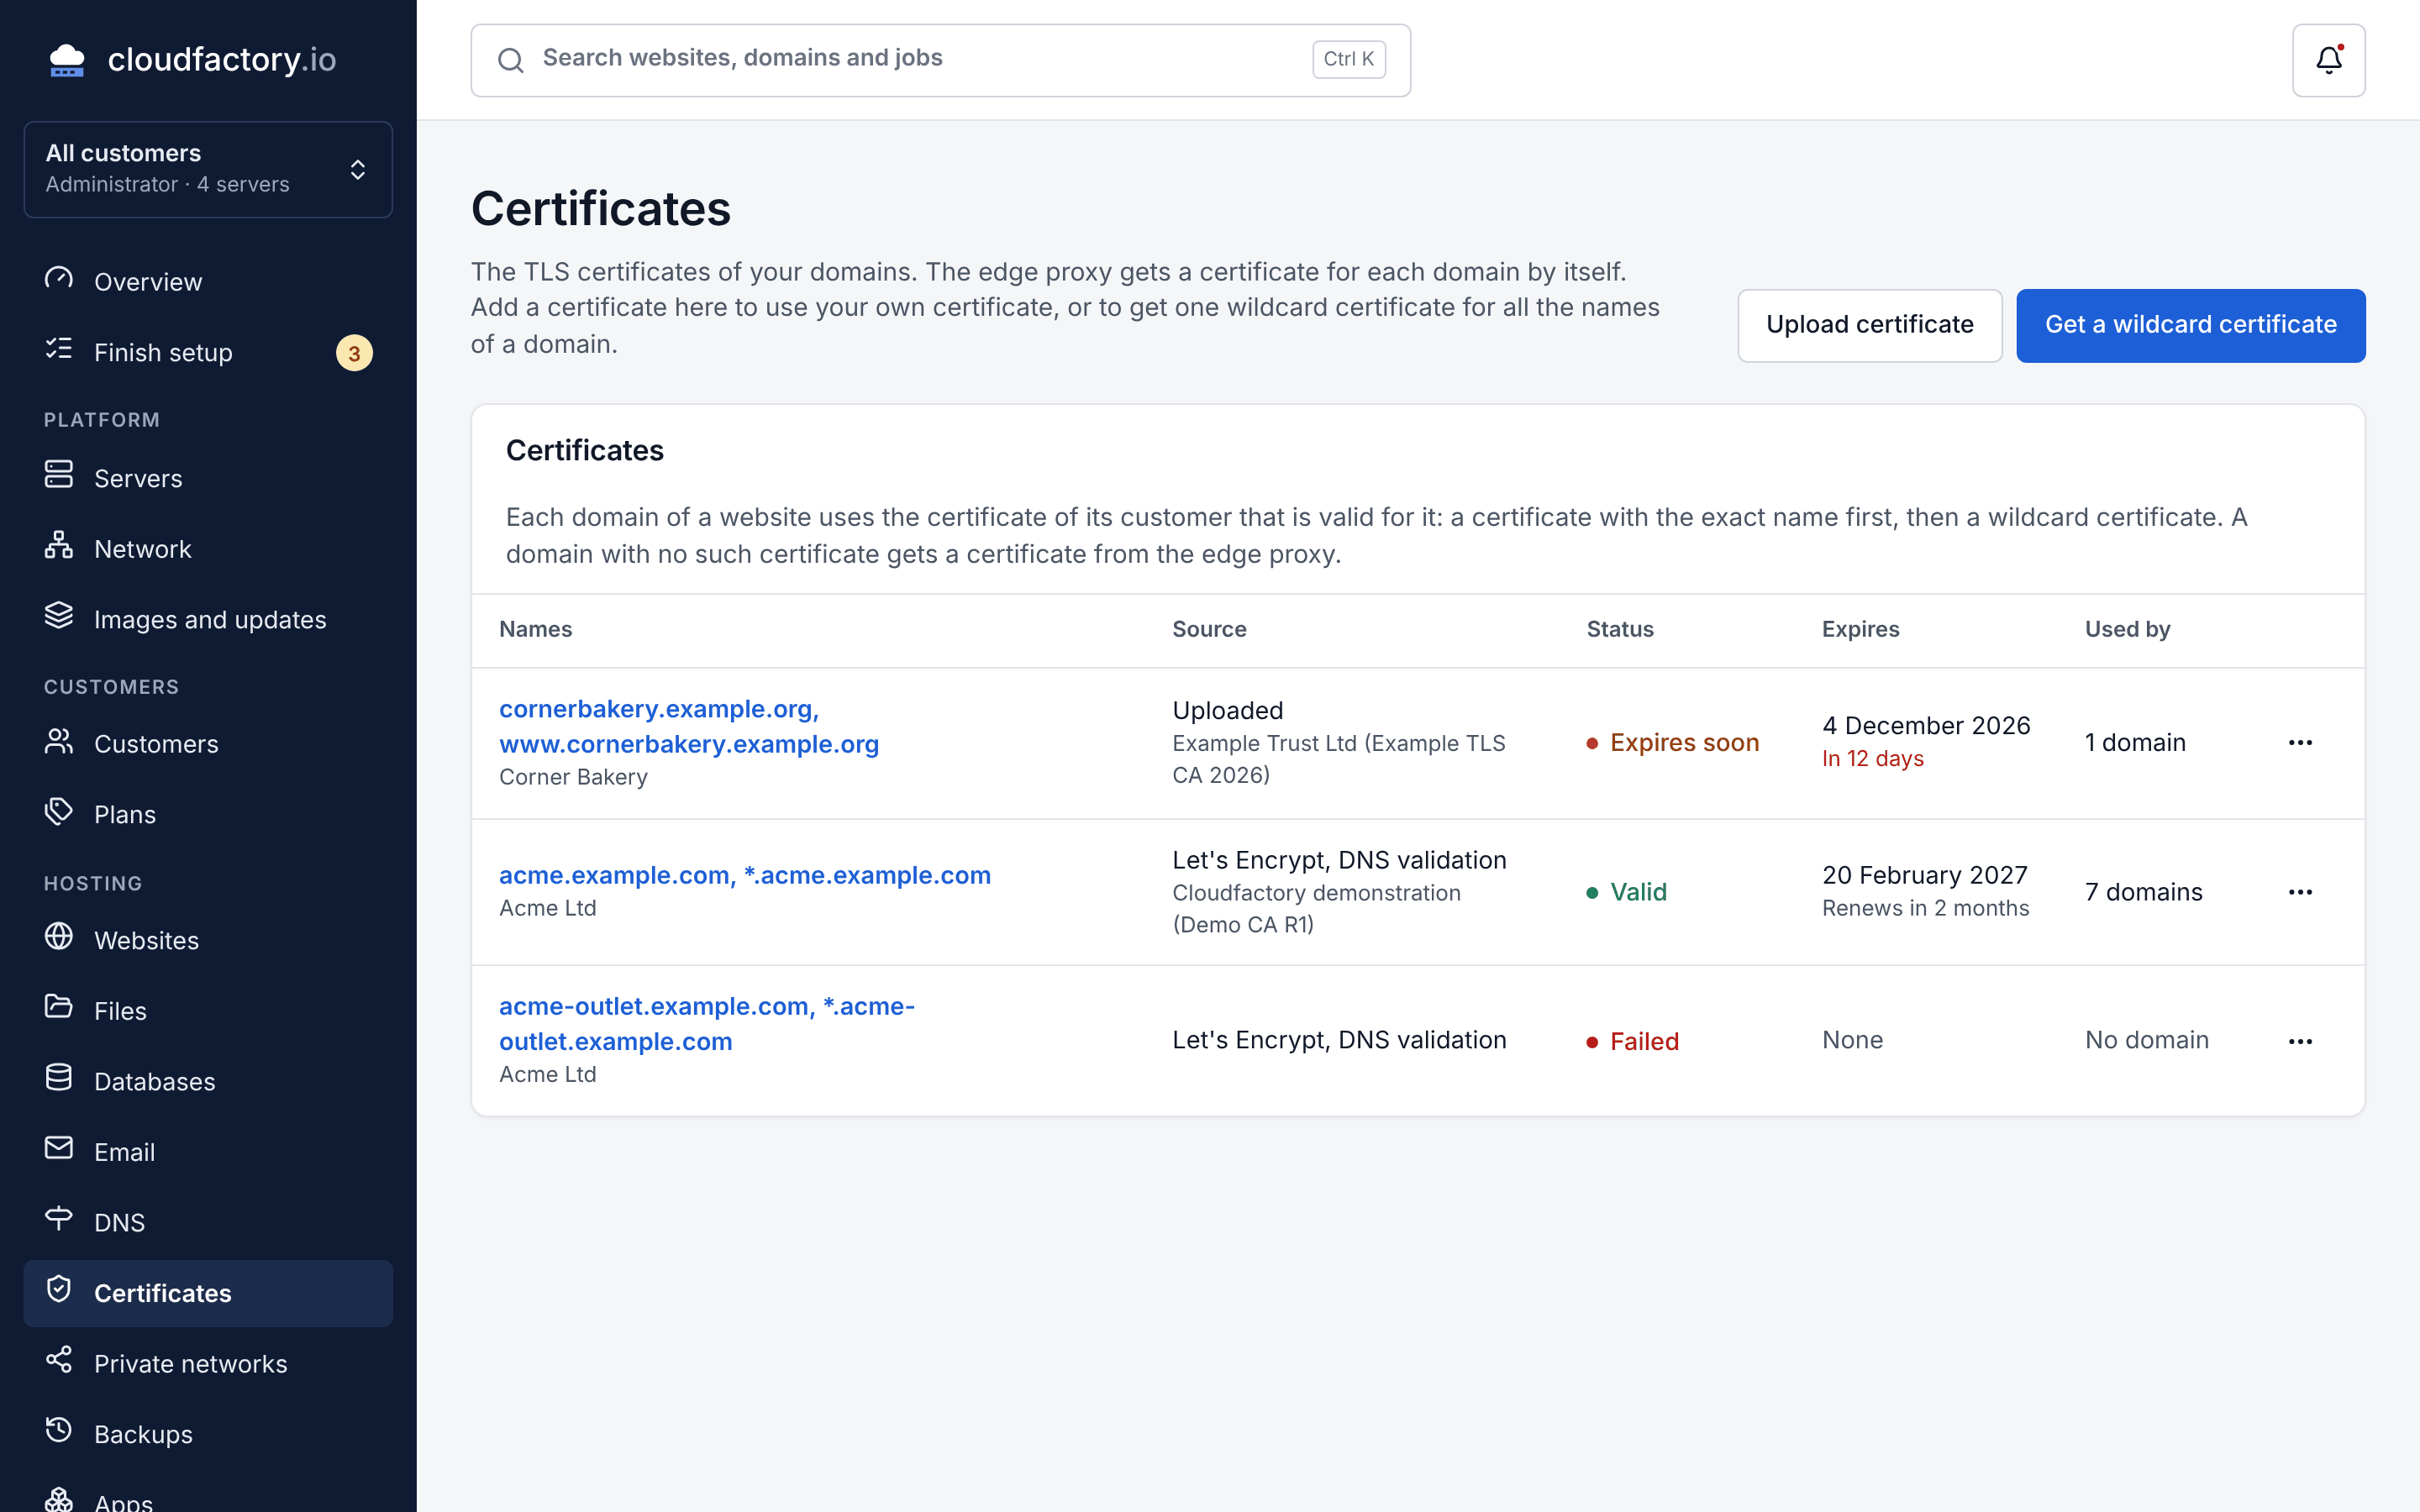 cloudfactory.io
All customers
Administrator · 4 servers
Overview
Finish setup
3
PLATFORM
Servers
Network
Images and updates
CUSTOMERS
Customers
Plans
HOSTING
Websites
Files
Databases
Email
DNS
Certificates
Private networks
Backups
Apps
Search websites, domains and jobs
Ctrl K
Certificates
The TLS certificates of your domains. The edge proxy gets a certificate for each domain by itself.
Add a certificate here to use your own certificate, or to get one wildcard certificate for all the names
of a domain.
Upload certificate
Get a wildcard certificate
Certificates
Each domain of a website uses the certificate of its customer that is valid for it: a certificate with the exact name first, then a wildcard certificate. A
domain with no such certificate gets a certificate from the edge proxy.
Names
Source
Status
Expires
Used by
cornerbakery.example.org,
www.cornerbakery.example.org
Corner Bakery
Uploaded
Example Trust Ltd (Example TLS
CA 2026)
Expires soon
4 December 2026
In 12 days
1 domain
acme.example.com, *.acme.example.com
Acme Ltd
Let's Encrypt, DNS validation
Cloudfactory demonstration
(Demo CA R1)
Valid
20 February 2027
Renews in 2 months
7 domains
acme-outlet.example.com, *.acme-
outlet.example.com
Acme Ltd
Let's Encrypt, DNS validation
Failed
None
No domain